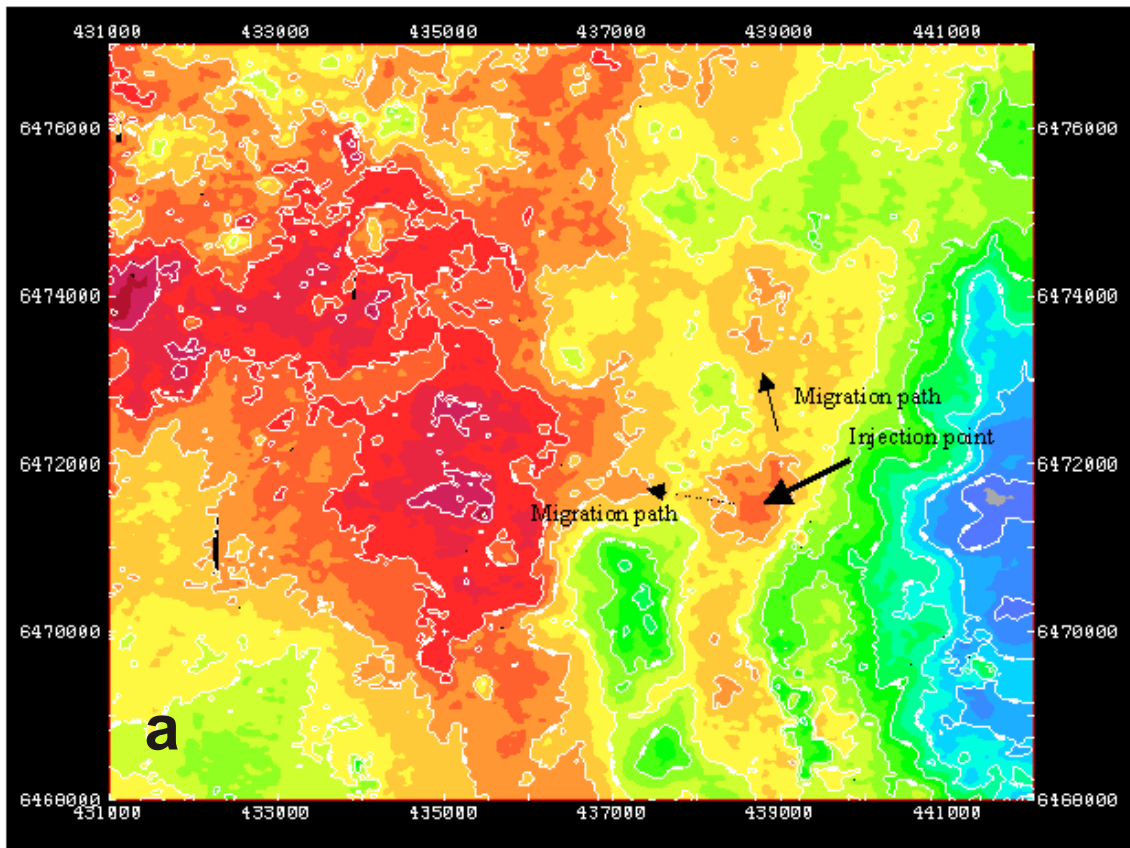 431000 433000 435000 437000 439000 441000
6476000 6476000
6474000 6474000
Migration path
Injection point
6472000 6472000
Migration path
6470000 6470000
a
6468000 6468000
431000 433000 435000 437000 439000 441000